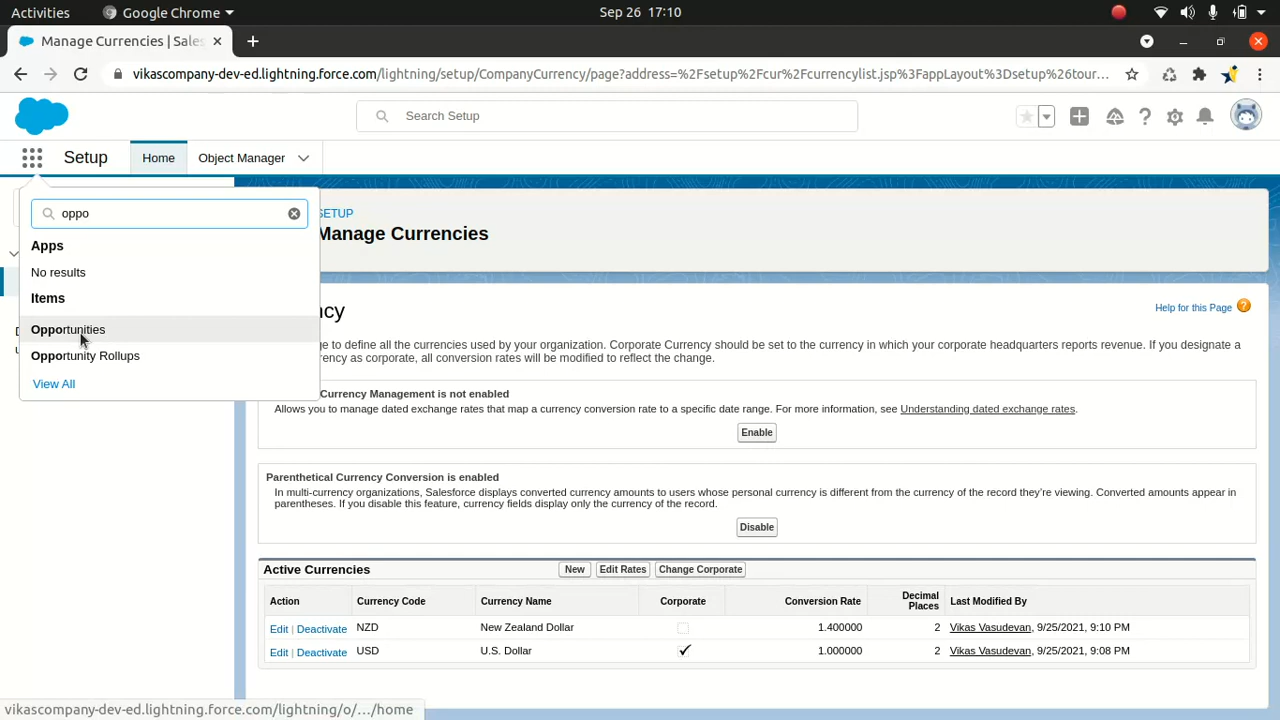 Activities
Google Chrome
Sep 26 17:10
Manage Currencies | Sales
vikascompany-dev-ed.lightning.force.com/lightning/setup/CompanyCurrency/page?address=%2Fsetup%2Fcur%2Fcurrencylist.jsp%3FappLayout%3Dsetup%26tour...
Search Setup
Setup
Home
Object Manager
oppo
Apps
No results
Items
Opportunities
Opportunity Rollups
View All
SETUP
Manage Currencies
cy
Help for this Page
ge to define all the currencies used by your organization. Corporate Currency should be set to the currency in which your corporate headquarters reports revenue. If you designate a
rency as corporate, all conversion rates will be modified to reflect the change.
Currency Management is not enabled
Allows you to manage dated exchange rates that map a currency conversion rate to a specific date range. For more information, see Understanding dated exchange rates.
Enable
Parenthetical Currency Conversion is enabled
In multi-currency organizations, Salesforce displays converted currency amounts to users whose personal currency is different from the currency of the record they're viewing. Converted amounts appear in
parentheses. If you disable this feature, currency fields display only the currency of the record.
Disable
Active Currencies
New
Edit Rates
Change Corporate
Action Currency Code Currency Name Corporate Conversion Rate Decimal Places Last Modified By
Edit | Deactivate NZD New Zealand Dollar 1.400000 2 Vikas Vasudevan, 9/25/2021, 9:10 PM
Edit | Deactivate USD U.S. Dollar 1.000000 2 Vikas Vasudevan, 9/25/2021, 9:08 PM
vikascompany-dev-ed.lightning.force.com/lightning/o/.../home